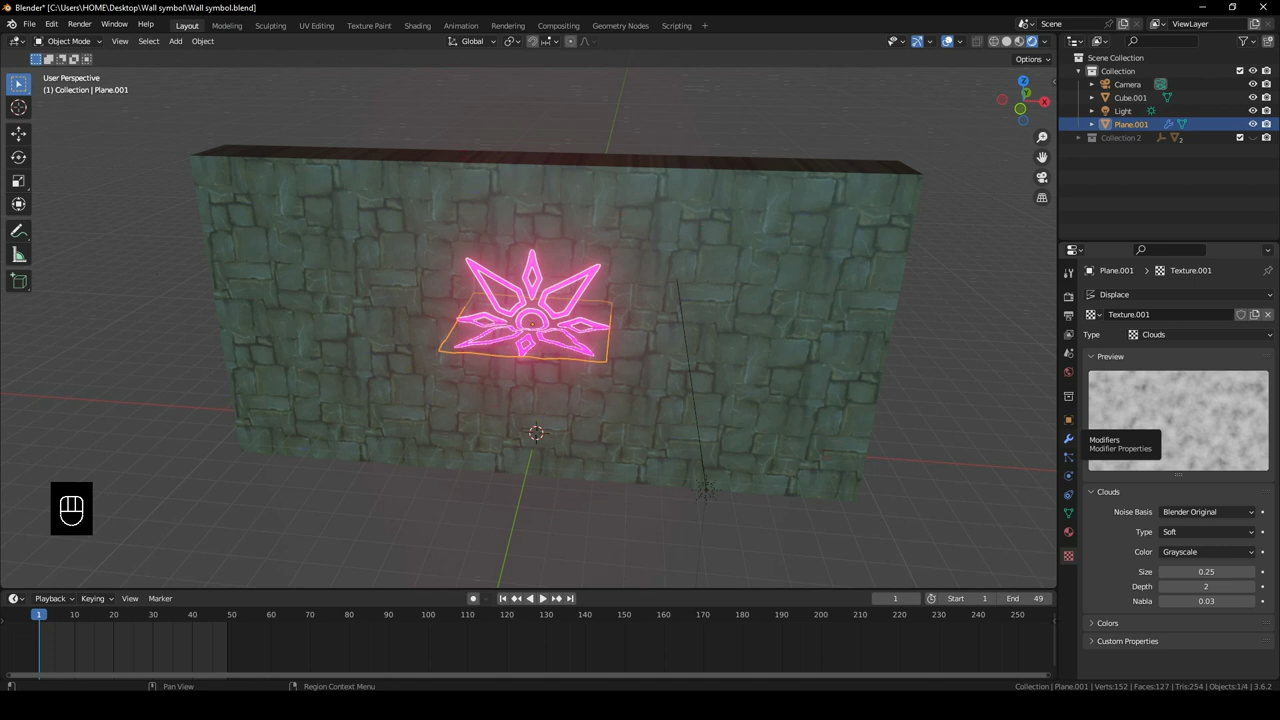 Blender* [C:\Users\HOME\Desktop\Wall symbol\Wall symbol.blend]
File Edit Render Window Help Layout Modeling Sculpting UV Editing Texture Paint Shading Animation Rendering Compositing Geometry Nodes Scripting + Scene ViewLayer
Object Mode View Select Add Object Global
Options
User Perspective
(1) Collection | Plane.001
X
Y
Z
Scene Collection
Collection
Camera
Cube.001
Light
Plane.001
Collection 2 2
Plane.001 > Texture.001
Displace
Texture.001
Type Clouds
Preview
Modifiers
Modifier Properties
Clouds
Noise Basis Blender Original
Type Soft
Color Grayscale
Size 0.25
Depth 2
Nabla 0.03
Colors
Custom Properties
Playback Keying View Marker 1 Start 1 End 49
1 10 20 30 40 50 60 70 80 90 100 110 120 130 140 150 160 170 180 190 200 210 220 230 240 250
Pan View Region Context Menu Collection | Plane.001 | Verts:152 | Faces:127 | Tris:254 | Objects:1/4 | 3.6.2